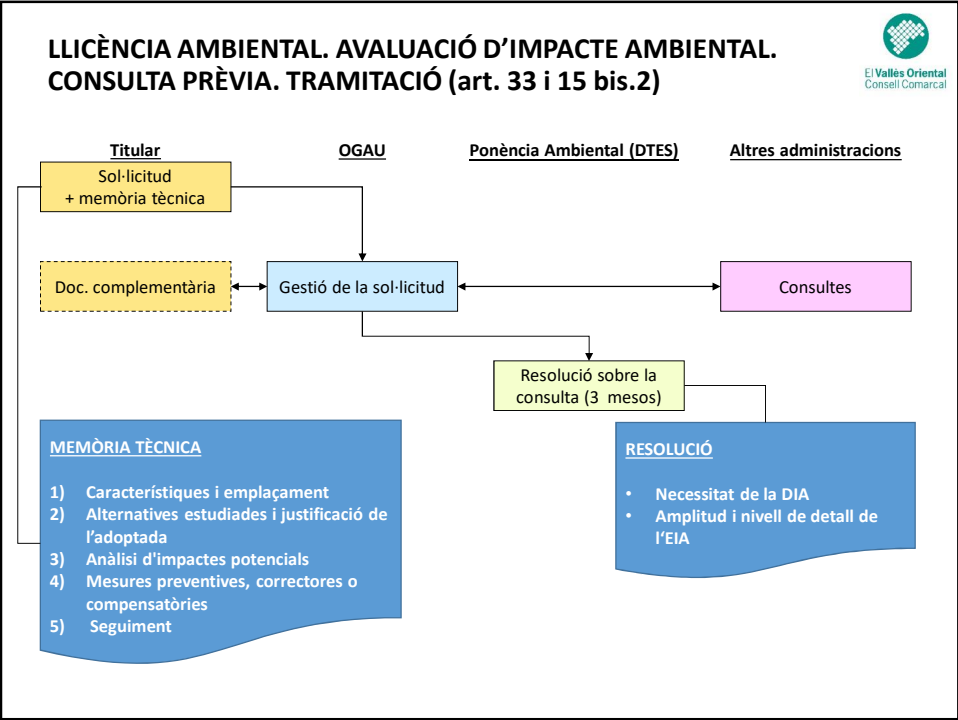 LLICÈNCIA AMBIENTAL. AVALUACIÓ D’IMPACTE AMBIENTAL.
CONSULTA PRÈVIA. TRAMITACIÓ (art. 33 i 15 bis.2)
El Vallès Oriental
Consell Comarcal
Titular
OGAU
Ponència Ambiental (DTES)
Altres administracions
Sol·licitud
+ memòria tècnica
Doc. complementària
Gestió de la sol·licitud
Consultes
Resolució sobre la
consulta (3 mesos)
MEMÒRIA TÈCNICA
1) Característiques i emplaçament
2) Alternatives estudiades i justificació de
l’adoptada
3) Anàlisi d'impactes potencials
4) Mesures preventives, correctores o
compensatòries
5) Seguiment
RESOLUCIÓ
• Necessitat de la DIA
• Amplitud i nivell de detall de
l‘EIA